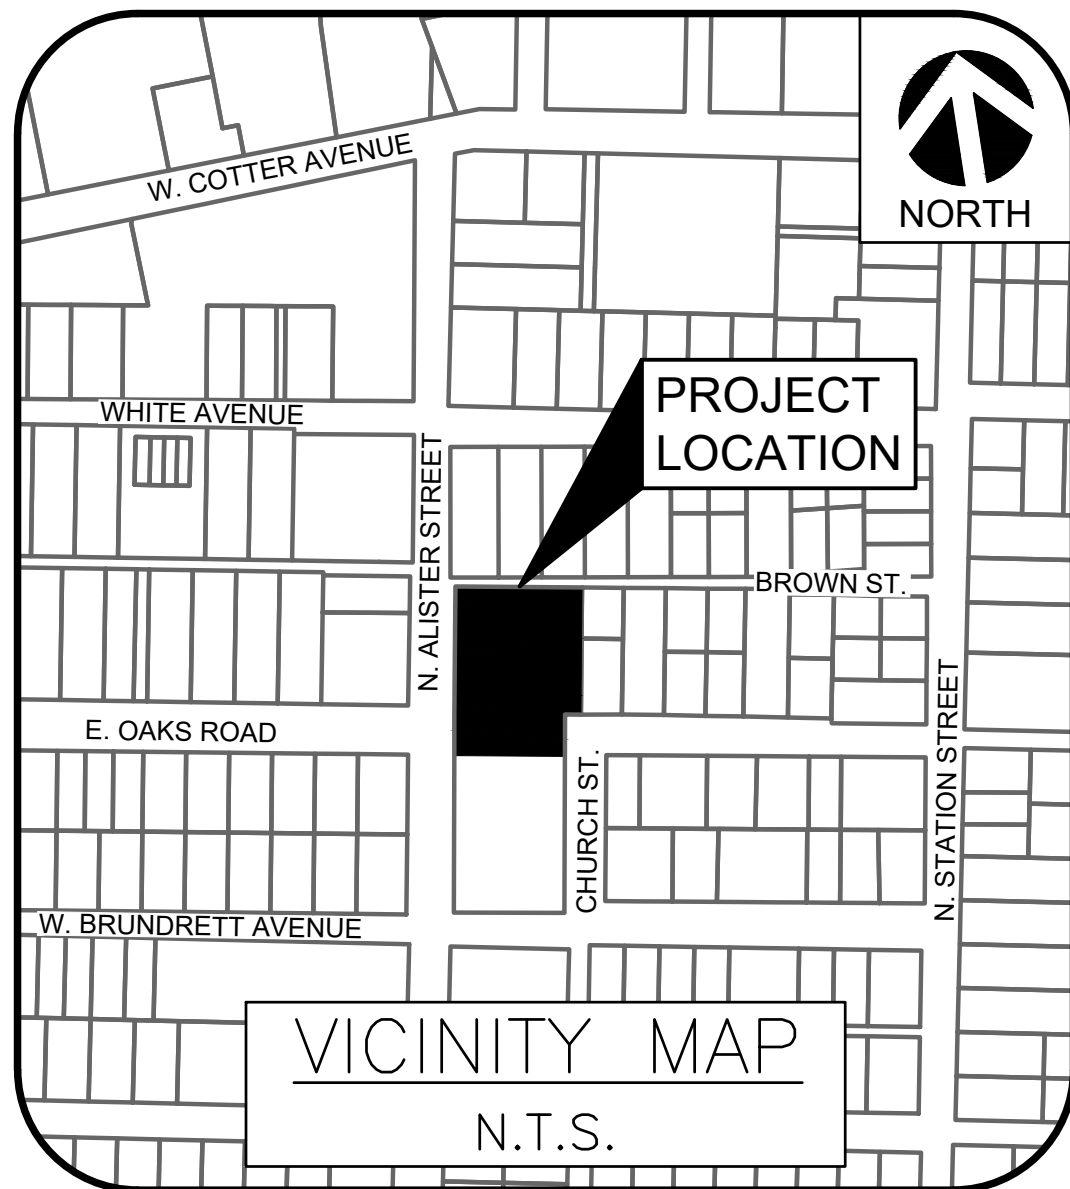 W. COTTER AVENUE
NORTH
PROJECT
LOCATION
WHITE AVENUE
N. ALISTER STREET
BROWN ST.
E. OAKS ROAD
CHURCH ST.
N. STATION STREET
W. BRUNDRETT AVENUE
VICINITY MAP
N.T.S.